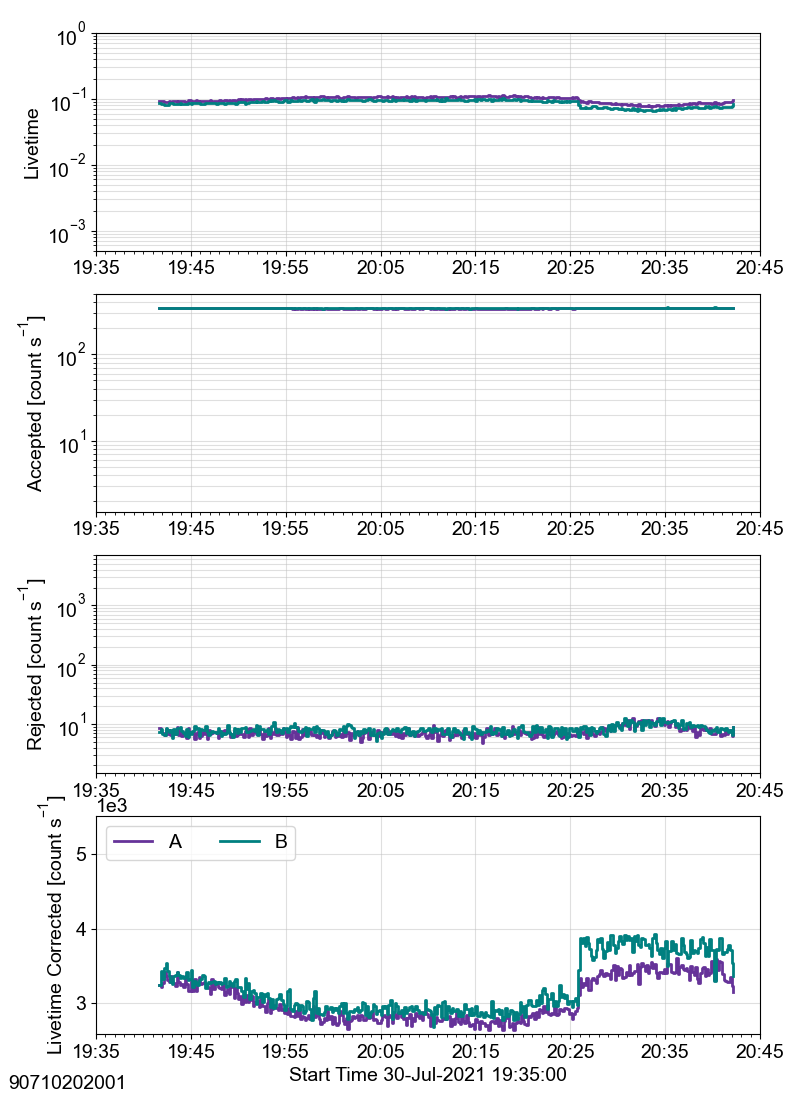 10^0
10^−1
10^−2
10^−3
Livetime
19:35 19:45 19:55 20:05 20:15 20:25 20:35 20:45
10^2
10^1
Accepted [count s^−1]
19:35 19:45 19:55 20:05 20:15 20:25 20:35 20:45
10^3
10^2
10^1
Rejected [count s^−1]
19:35 19:45 19:55 20:05 20:15 20:25 20:35 20:45
1e3
A B
5
4
3
Livetime Corrected [count s^−1]
19:35 19:45 19:55 20:05 20:15 20:25 20:35 20:45
Start Time 30-Jul-2021 19:35:00
90710202001